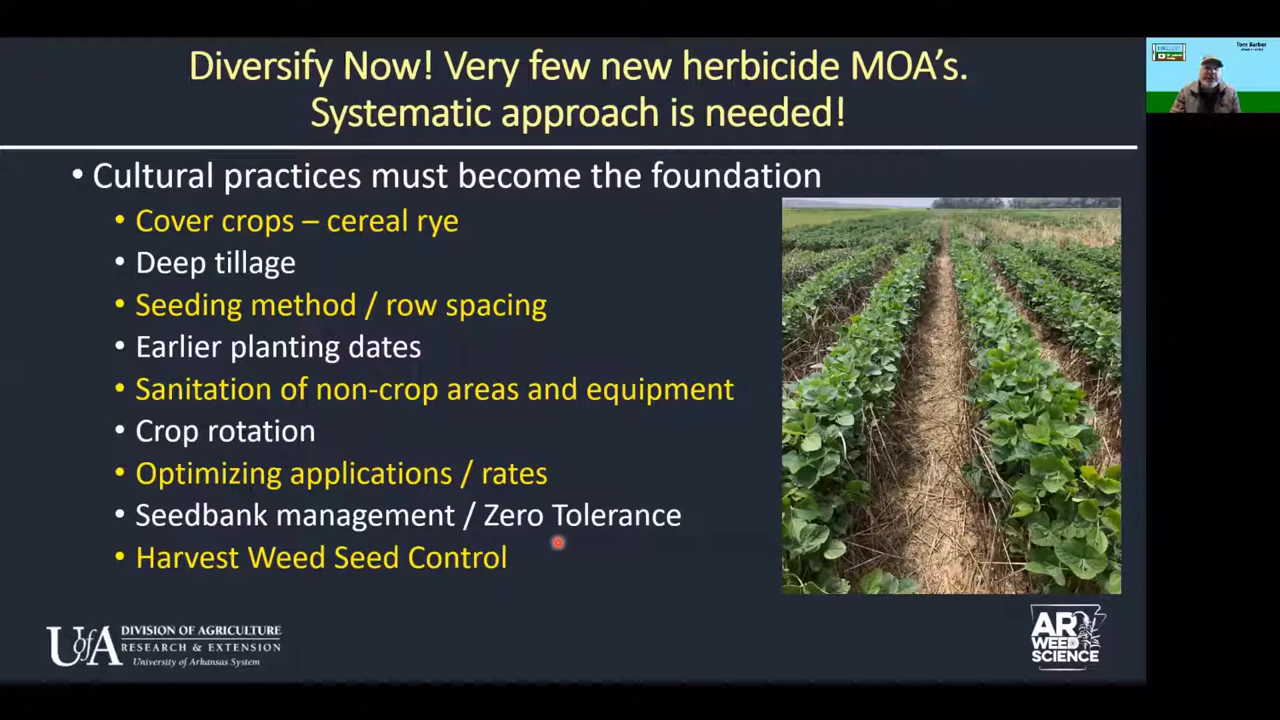 Diversify Now! Very few new herbicide MOA's.
Systematic approach is needed!
Tom Barber
• Cultural practices must become the foundation
• Cover crops – cereal rye
• Deep tillage
• Seeding method / row spacing
• Earlier planting dates
• Sanitation of non-crop areas and equipment
• Crop rotation
• Optimizing applications / rates
• Seedbank management / Zero Tolerance
• Harvest Weed Seed Control
UofA DIVISION OF AGRICULTURE
RESEARCH & EXTENSION
University of Arkansas System
AR
WEED
SCIENCE